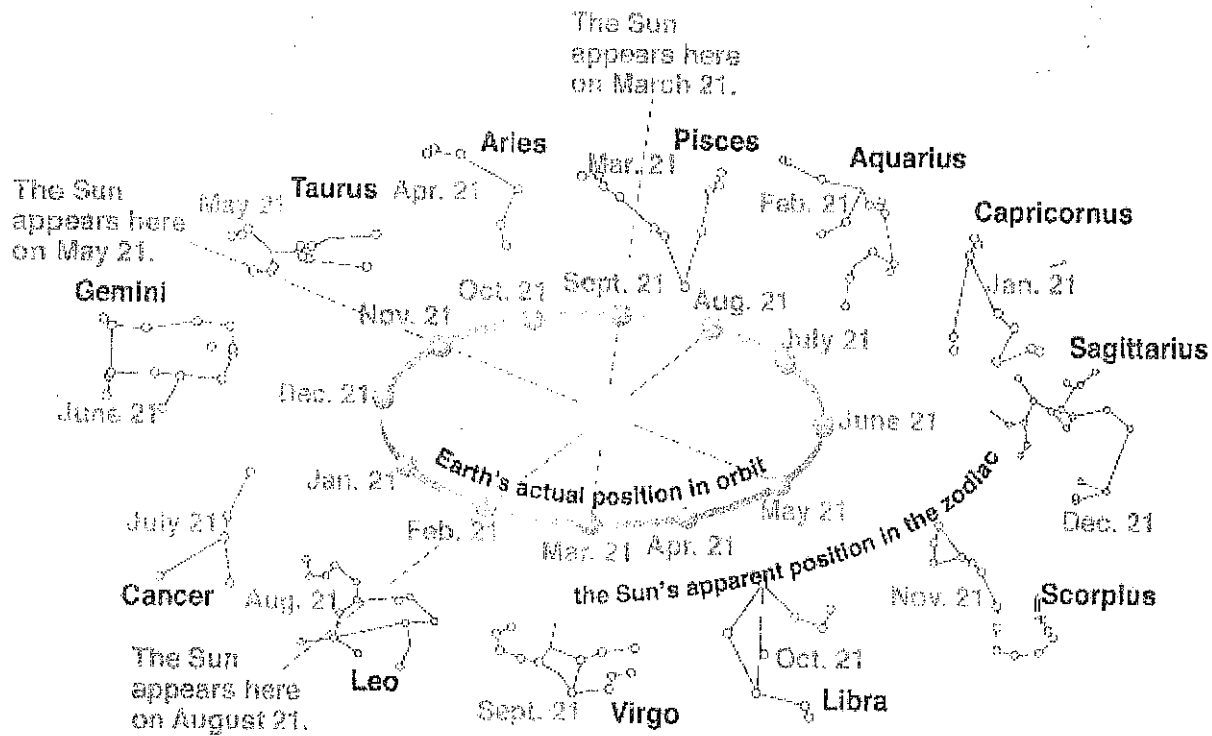 The Sun
appears here
on March 21.
Aries
Mar. 21
Pisces
Aquarius
Taurus
Apr. 21
Feb. 21
Capricornus
The Sun
appears here
on May 21.
May 21
Jan. 21
Gemini
Nov. 21
Oct. 21
Sept. 21
Aug. 21
July 21
Sagittarius
June 21
Dec. 21
June 21
Earth's actual position in orbit
Jan. 21
May 21
Dec. 21
July 21
Feb. 21
Mar. 21
Apr. 21
the Sun's apparent position in the zodiac
Cancer
Aug. 21
Nov. 21
Scorpius
The Sun
appears here
on August 21.
Leo
Sept. 21
Virgo
Oct. 21
Libra